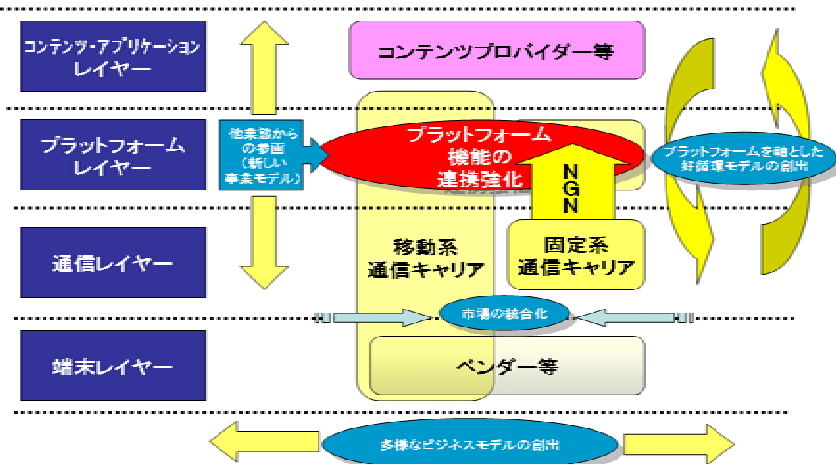 コンテンツ・アプリケーション
レイヤー
コンテンツプロバイダー等
プラットフォーム
レイヤー
他業態から
の参画
（新しい
事業モデル）
プラットフォーム
機能の
連携強化
NGN
プラットフォームを軸とした
好循環モデルの創出
通信レイヤー
移動系
通信キャリア
固定系
通信キャリア
市場の統合化
端末レイヤー
ベンダー等
多様なビジネスモデルの創出